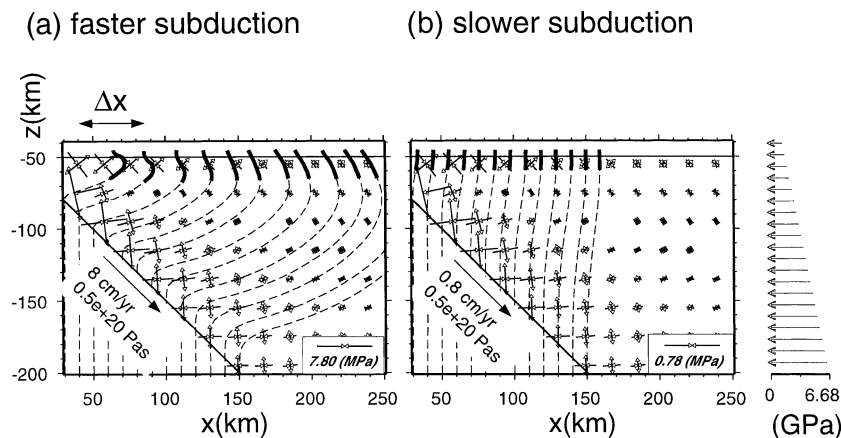 (a) faster subduction
(b) slower subduction
Δx
z(km)
-50
-100
-150
-200
8 cm/yr
0.5e+20 Pas
7.80 (MPa)
50 100 150 200 250
x(km)
0.8 cm/yr
0.5e+20 Pas
0.78 (MPa)
50 100 150 200 250
x(km)
0 6.68
(GPa)